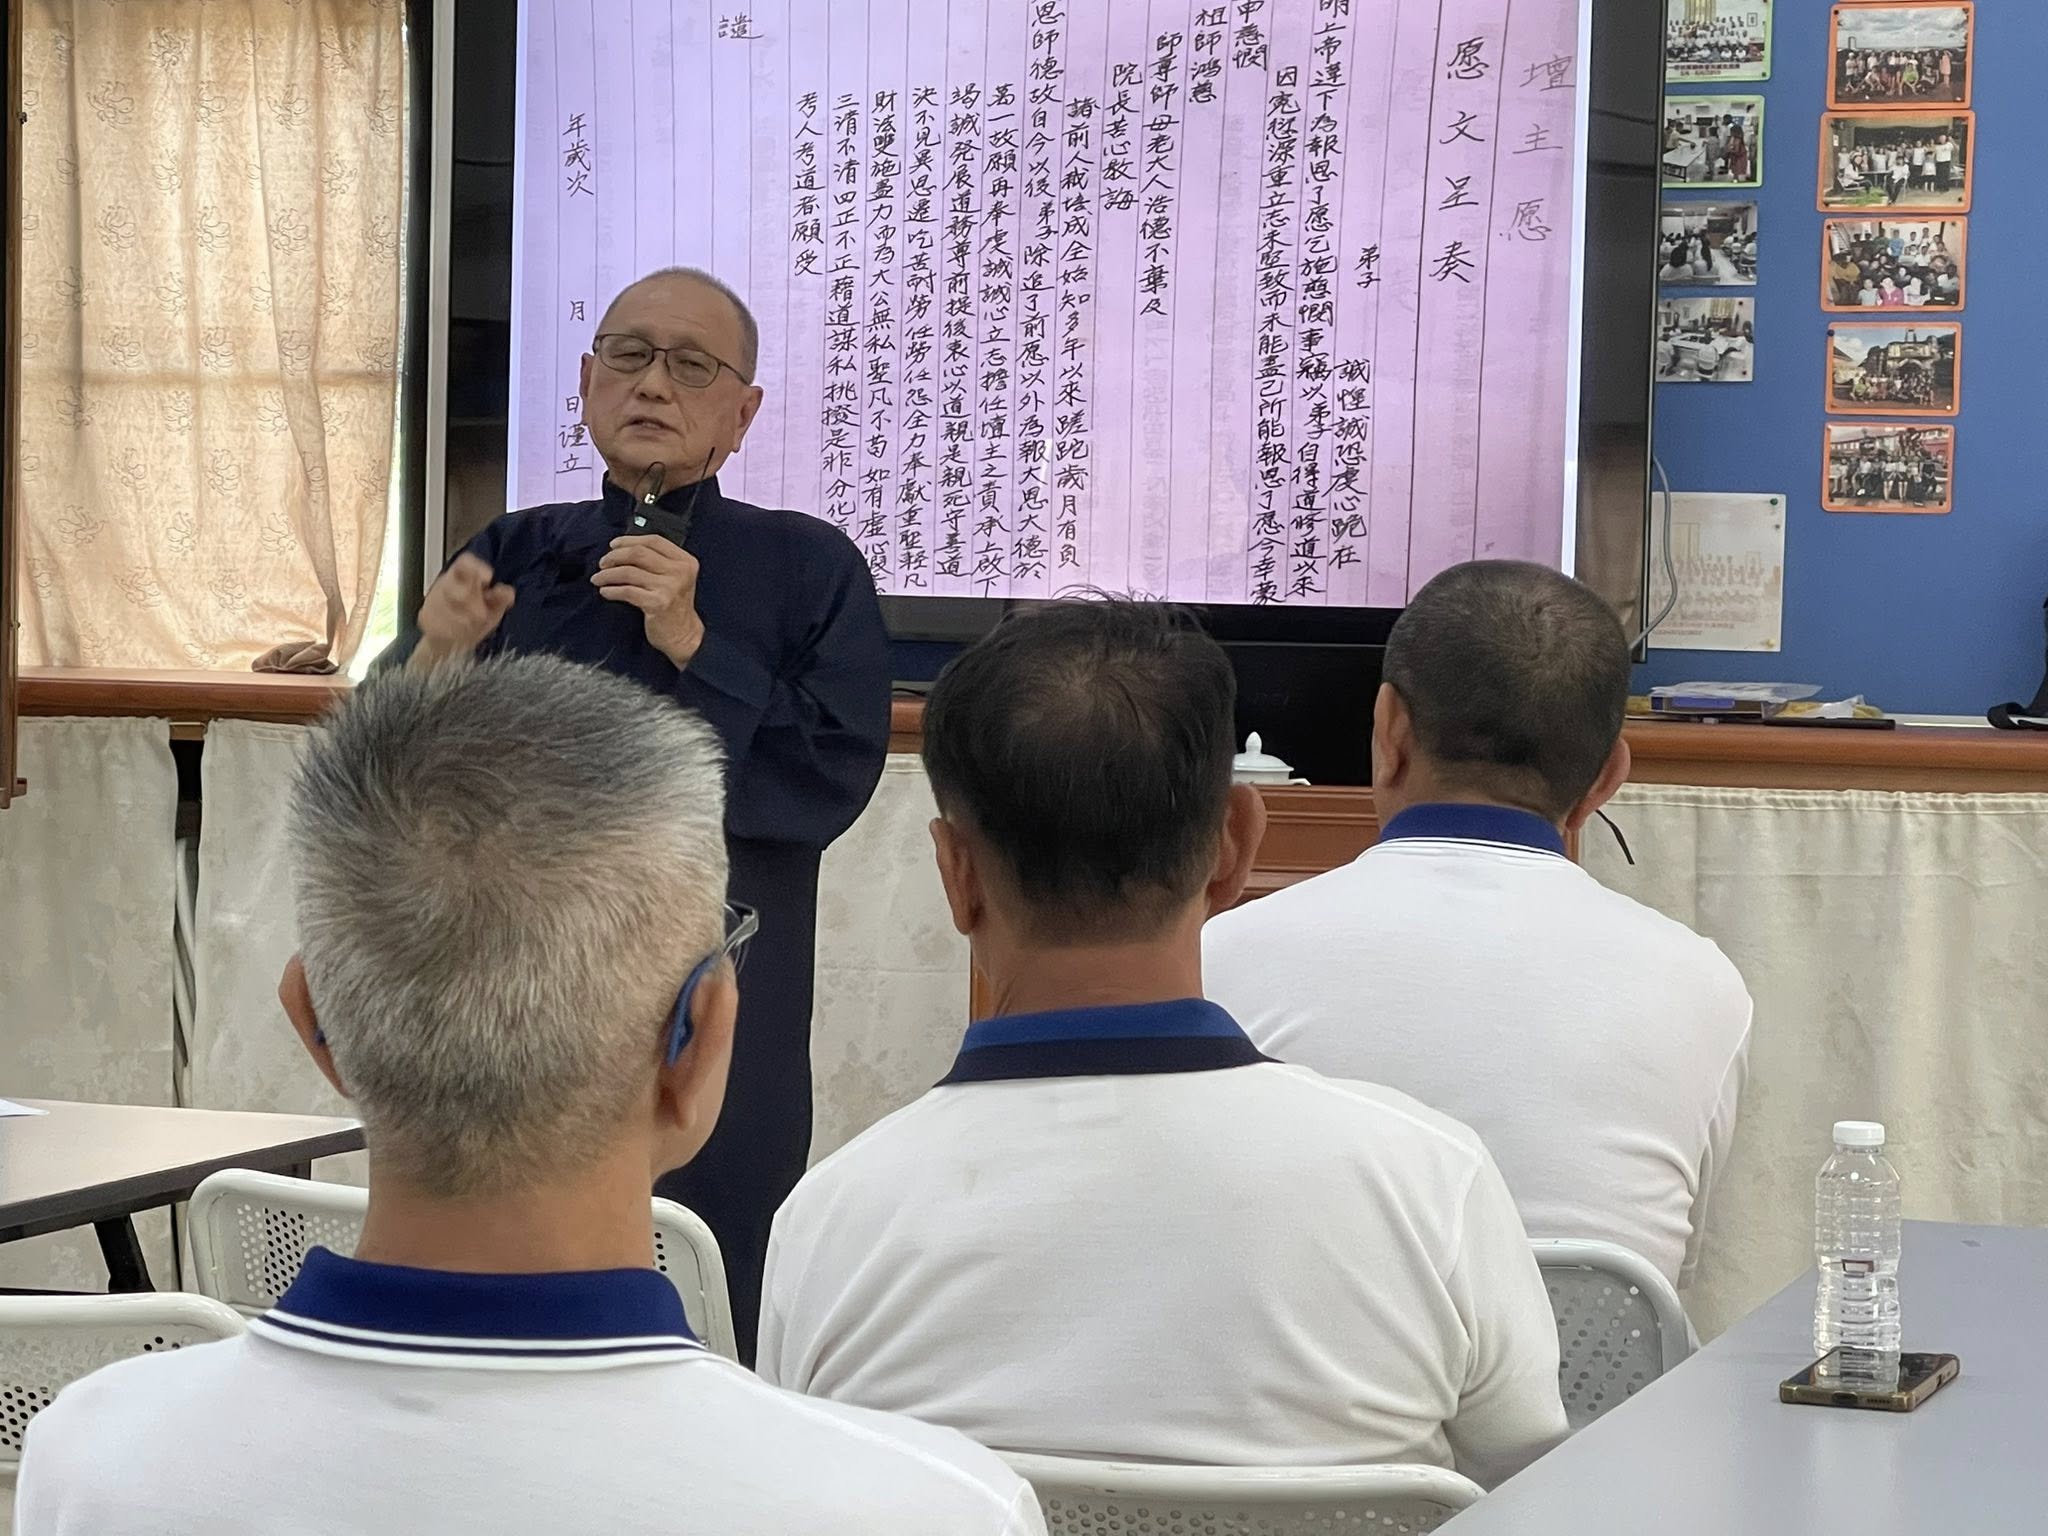 壇主愿
愿文呈奏
弟子　誠惶誠恐虔心跪在
明上帝蓮下為報恩了愿乞施慈憫事竊以弟子自得道修道以來
因冤愆深重立志未堅致而未能盡己所能報恩了愿今幸蒙
申慈憫
祖師鴻慈
師尊師母老大人浩德不棄及
院長苦心教誨
諸前人栽培成全始知多年以來蹉跎歲月有負
恩師德故自今以後弟子除追了前愿以外為報大恩大德於
萬一故願再奉虔誠誠心立志擔任壇主之責承上啟下
竭誠發展道務尊前提後衷心以道親是親死守善道
決不見異思遷吃苦耐勞任勞任怨全力奉獻重聖輕凡
財法雙施盡力而為大公無私聖凡不苟如有虛心假
三清不清四正不正藉道謀私挑撥是非分化
考人考道者願受
譴
年歲次　月　日謹立